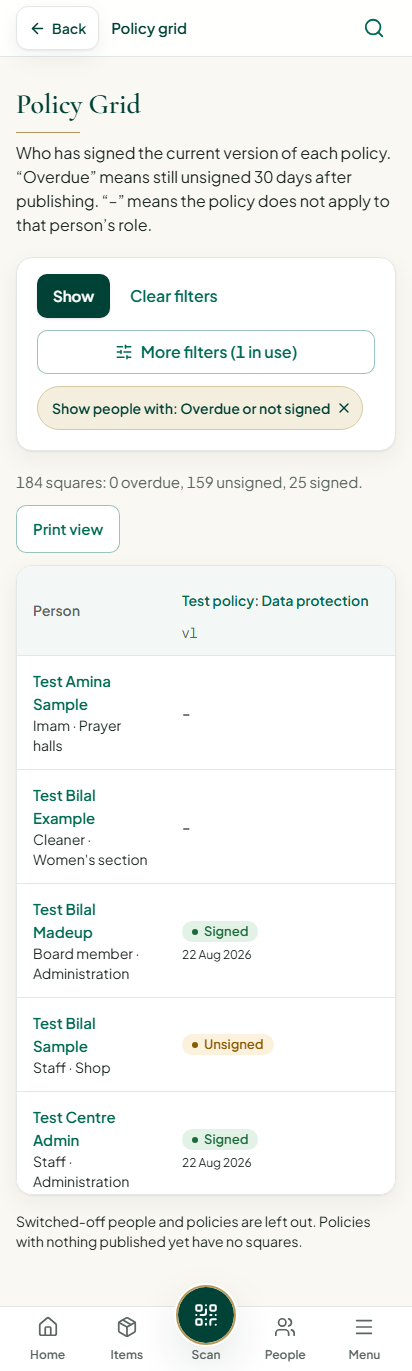 Back
Policy grid
Policy Grid
Who has signed the current version of each policy.
“Overdue” means still unsigned 30 days after
publishing. “–” means the policy does not apply to
that person’s role.
Show
Clear filters
More filters (1 in use)
Show people with: Overdue or not signed ×
184 squares: 0 overdue, 159 unsigned, 25 signed.
Print view
Person
Test policy: Data protection
v1
Test Amina
Sample
Imam · Prayer
halls
–
Test Bilal
Example
Cleaner ·
Women's section
–
Test Bilal
Madeup
Board member ·
Administration
Signed
22 Aug 2026
Test Bilal
Sample
Staff · Shop
Unsigned
Test Centre
Admin
Staff ·
Administration
Signed
22 Aug 2026
Switched-off people and policies are left out. Policies
with nothing published yet have no squares.
Home
Items
Scan
People
Menu